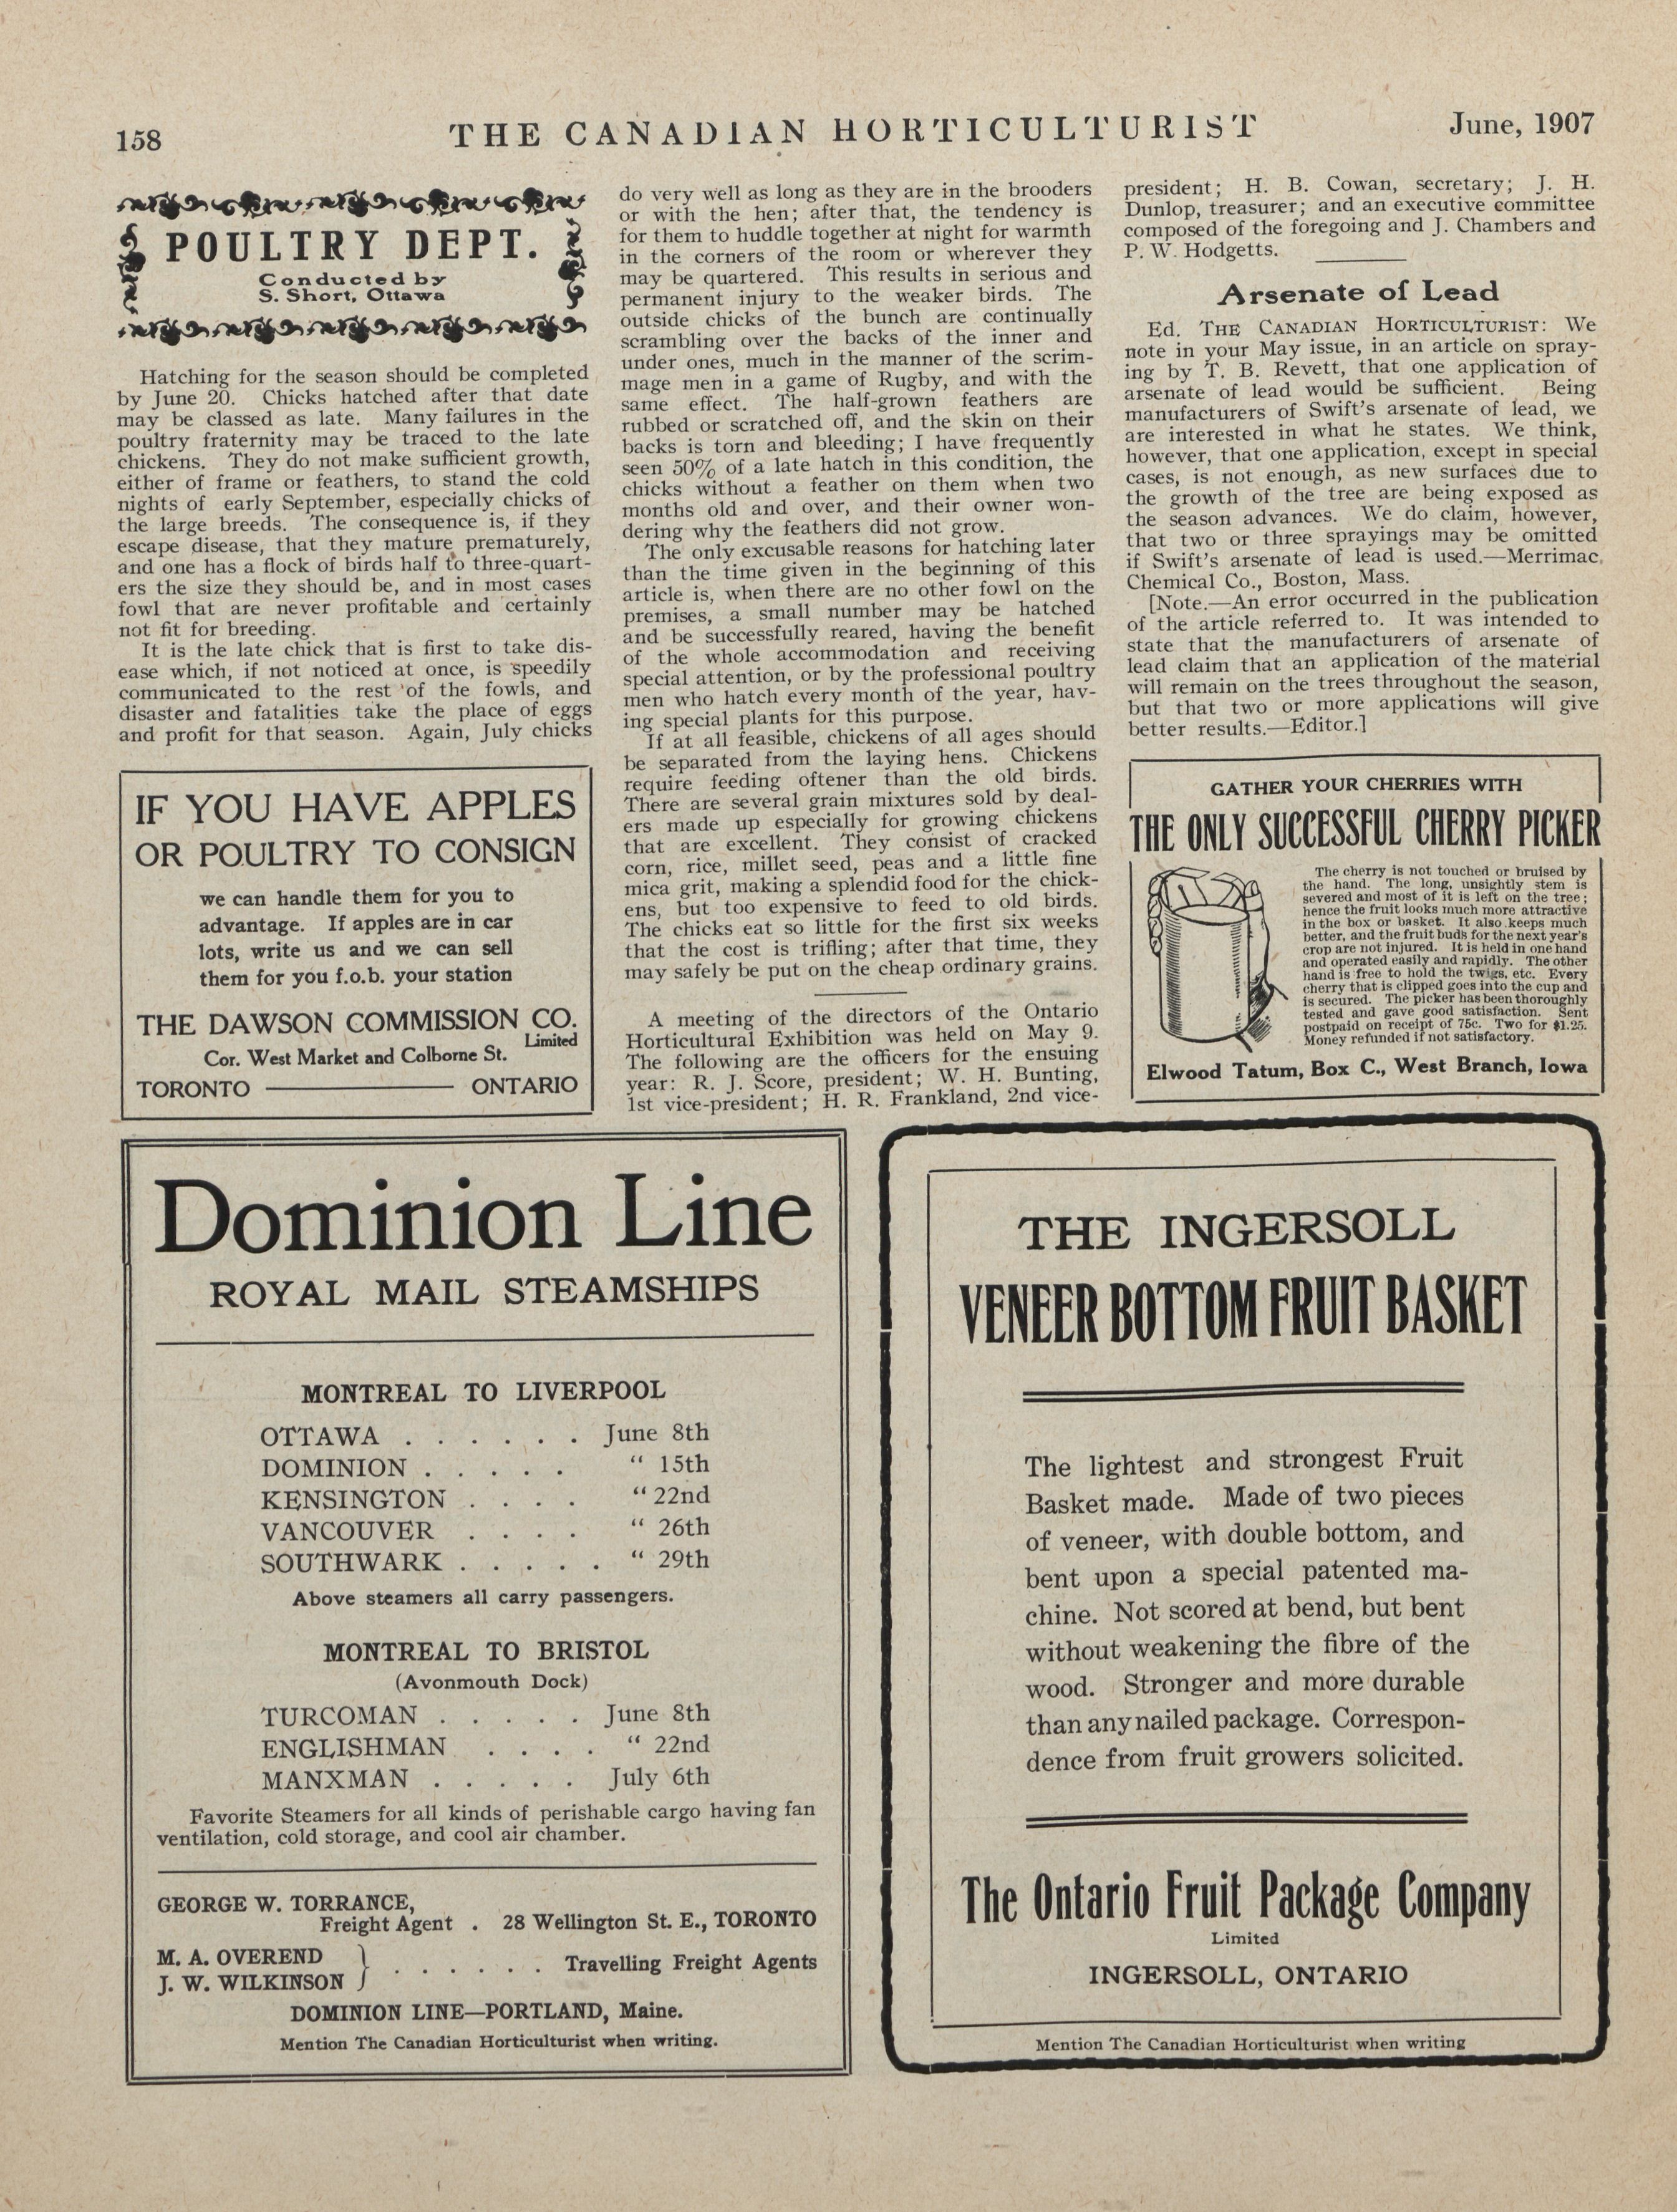 158
THE CANADIAN HORTICULTURIST
June, 1907
POULTRY DEPT.
Conducted by
S. Short, Ottawa
Hatching for the season should be completed
by June 20. Chicks hatched after that date
may be classed as late. Many failures in the
poultry fraternity may be traced to the late
chickens. They do not make sufficient growth,
either of frame or feathers, to stand the cold
nights of early September, especially chicks of
the large breeds. The consequence is, if they
escape disease, that they mature prematurely,
and one has a flock of birds half to three-quart-
ers the size they should be, and in most cases
fowl that are never profitable and certainly
not fit for breeding.
It is the late chick that is first to take dis-
ease which, if not noticed at once, is speedily
communicated to the rest of the fowls, and
disaster and fatalities take the place of eggs
and profit for that season. Again, July chicks
do very well as long as they are in the brooders
or with the hen; after that, the tendency is
for them to huddle together at night for warmth
in the corners of the room or wherever they
may be quartered. This results in serious and
permanent injury to the weaker birds. The
outside chicks of the bunch are continually
scrambling over the backs of the inner and
under ones, much in the manner of the scrim-
mage men in a game of Rugby, and with the
same effect. The half-grown feathers are
rubbed or scratched off, and the skin on their
backs is torn and bleeding; I have frequently
seen 50% of a late hatch in this condition, the
chicks without a feather on them when two
months old and over, and their owner won-
dering why the feathers did not grow.
The only excusable reasons for hatching later
than the time given in the beginning of this
article is, when there are no other fowl on the
premises, a small number may be hatched
and be successfully reared, having the benefit
of the whole accommodation and receiving
special attention, or by the professional poultry
men who hatch every month of the year, hav-
ing special plants for this purpose.
If at all feasible, chickens of all ages should
be separated from the laying hens. Chickens
require feeding oftener than the old birds.
There are several grain mixtures sold by deal-
ers made up especially for growing chickens
that are excellent. They consist of cracked
corn, rice, millet seed, peas and a little fine
mica grit, making a splendid food for the chick-
ens, but too expensive to feed to old birds.
The chicks eat so little for the first six weeks
that the cost is trifling; after that time, they
may safely be put on the cheap ordinary grains.
A meeting of the directors of the Ontario
Horticultural Exhibition was held on May 9.
The following are the officers for the ensuing
year: R. J. Score, president; W. H. Bunting,
1st vice-president; H. R. Frankland, 2nd vice-
president; H. B. Cowan, secretary; J. H.
Dunlop, treasurer; and an executive committee
composed of the foregoing and J. Chambers and
P. W. Hodgetts.
Arsenate of Lead
Ed. THE CANADIAN HORTICULTURIST: We
note in your May issue, in an article on spray-
ing by T. B. Revett, that one application of
arsenate of lead would be sufficient. Being
manufacturers of Swift's arsenate of lead, we
are interested in what he states. We think,
however, that one application, except in special
cases, is not enough, as new surfaces due to
the growth of the tree are being exposed as
the season advances. We do claim, however,
that two or three sprayings may be omitted
if Swift's arsenate of lead is used.—Merrimac
Chemical Co., Boston, Mass.
[Note.—An error occurred in the publication
of the article referred to. It was intended to
state that the manufacturers of arsenate of
lead claim that an application of the material
will remain on the trees throughout the season,
but that two or more applications will give
better results.—Editor.]
IF YOU HAVE APPLES
OR POULTRY TO CONSIGN
we can handle them for you to
advantage. If apples are in car
lots, write us and we can sell
them for you f.o.b. your station
THE DAWSON COMMISSION CO.
Limited
Cor. West Market and Colborne St.
TORONTO ONTARIO
GATHER YOUR CHERRIES WITH
THE ONLY SUCCESSFUL CHERRY PICKER
The cherry is not touched or bruised by
the hand. The long, unsightly stem is
severed and most of it is left on the tree;
hence the fruit looks much more attractive
in the box or basket. It also keeps much
better, and the fruit buds for the next year's
crop are not injured. It is held in one hand
and operated easily and rapidly. The other
hand is free to hold the twigs, etc. Every
cherry that is clipped goes into the cup and
is secured. The picker has been thoroughly
tested and gave good satisfaction. Sent
postpaid on receipt of 75c. Two for $1.25.
Money refunded if not satisfactory.
Elwood Tatum, Box C., West Branch, Iowa
Dominion Line
ROYAL MAIL STEAMSHIPS
MONTREAL TO LIVERPOOL
OTTAWA . . . . . . June 8th
DOMINION . . . . . " 15th
KENSINGTON . . . . " 22nd
VANCOUVER . . . . " 26th
SOUTHWARK . . . . . " 29th
Above steamers all carry passengers.
MONTREAL TO BRISTOL
(Avonmouth Dock)
TURCOMAN . . . . . June 8th
ENGLISHMAN . . . . " 22nd
MANXMAN . . . . . July 6th
Favorite Steamers for all kinds of perishable cargo having fan
ventilation, cold storage, and cool air chamber.
GEORGE W. TORRANCE,
Freight Agent . 28 Wellington St. E., TORONTO
M. A. OVEREND
J. W. WILKINSON } . . . . . . Travelling Freight Agents
DOMINION LINE—PORTLAND, Maine.
Mention The Canadian Horticulturist when writing.
THE INGERSOLL
VENEER BOTTOM FRUIT BASKET
The lightest and strongest Fruit
Basket made. Made of two pieces
of veneer, with double bottom, and
bent upon a special patented ma-
chine. Not scored at bend, but bent
without weakening the fibre of the
wood. Stronger and more durable
than any nailed package. Correspon-
dence from fruit growers solicited.
The Ontario Fruit Package Company
Limited
INGERSOLL, ONTARIO
Mention The Canadian Horticulturist when writing